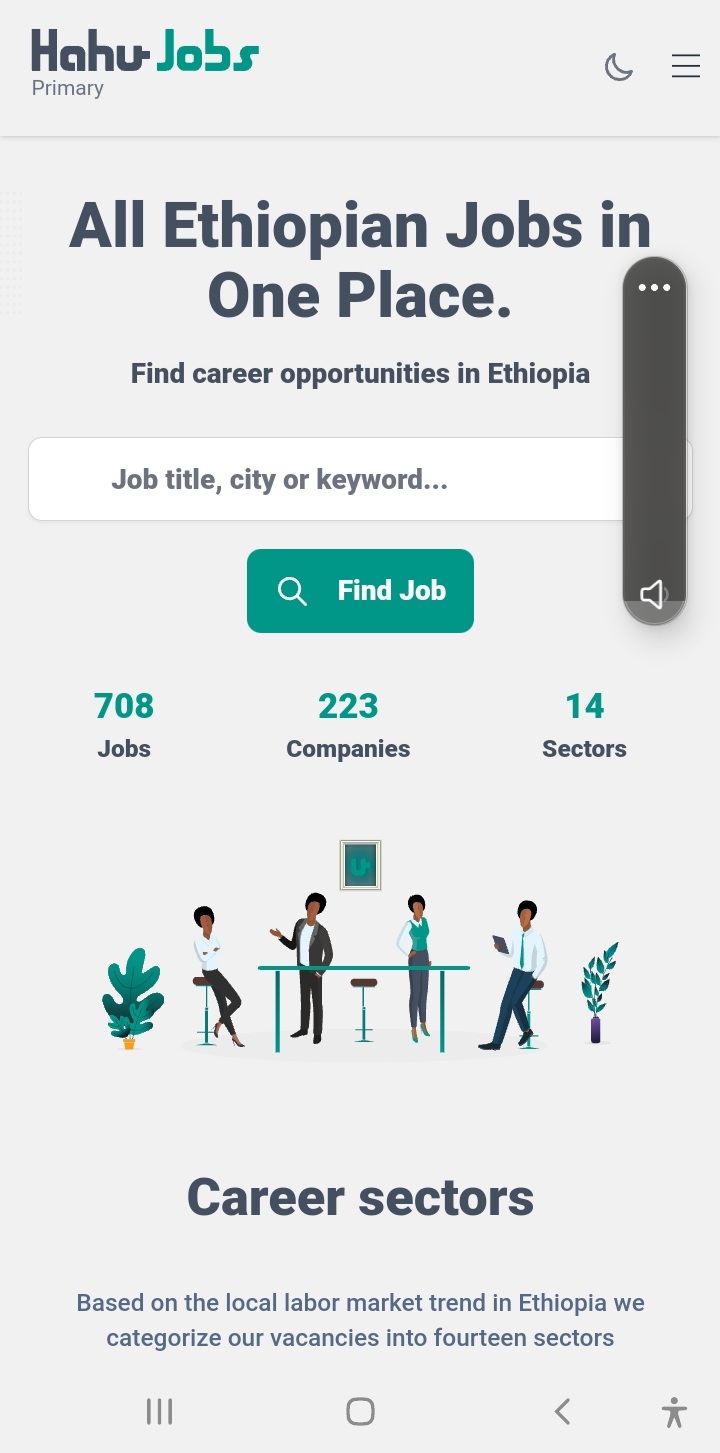 Hahu Jobs
Primary
All Ethiopian Jobs in
One Place.
Find career opportunities in Ethiopia
Job title, city or keyword...
Find Job
708
Jobs
223
Companies
14
Sectors
Career sectors
Based on the local labor market trend in Ethiopia we
categorize our vacancies into fourteen sectors